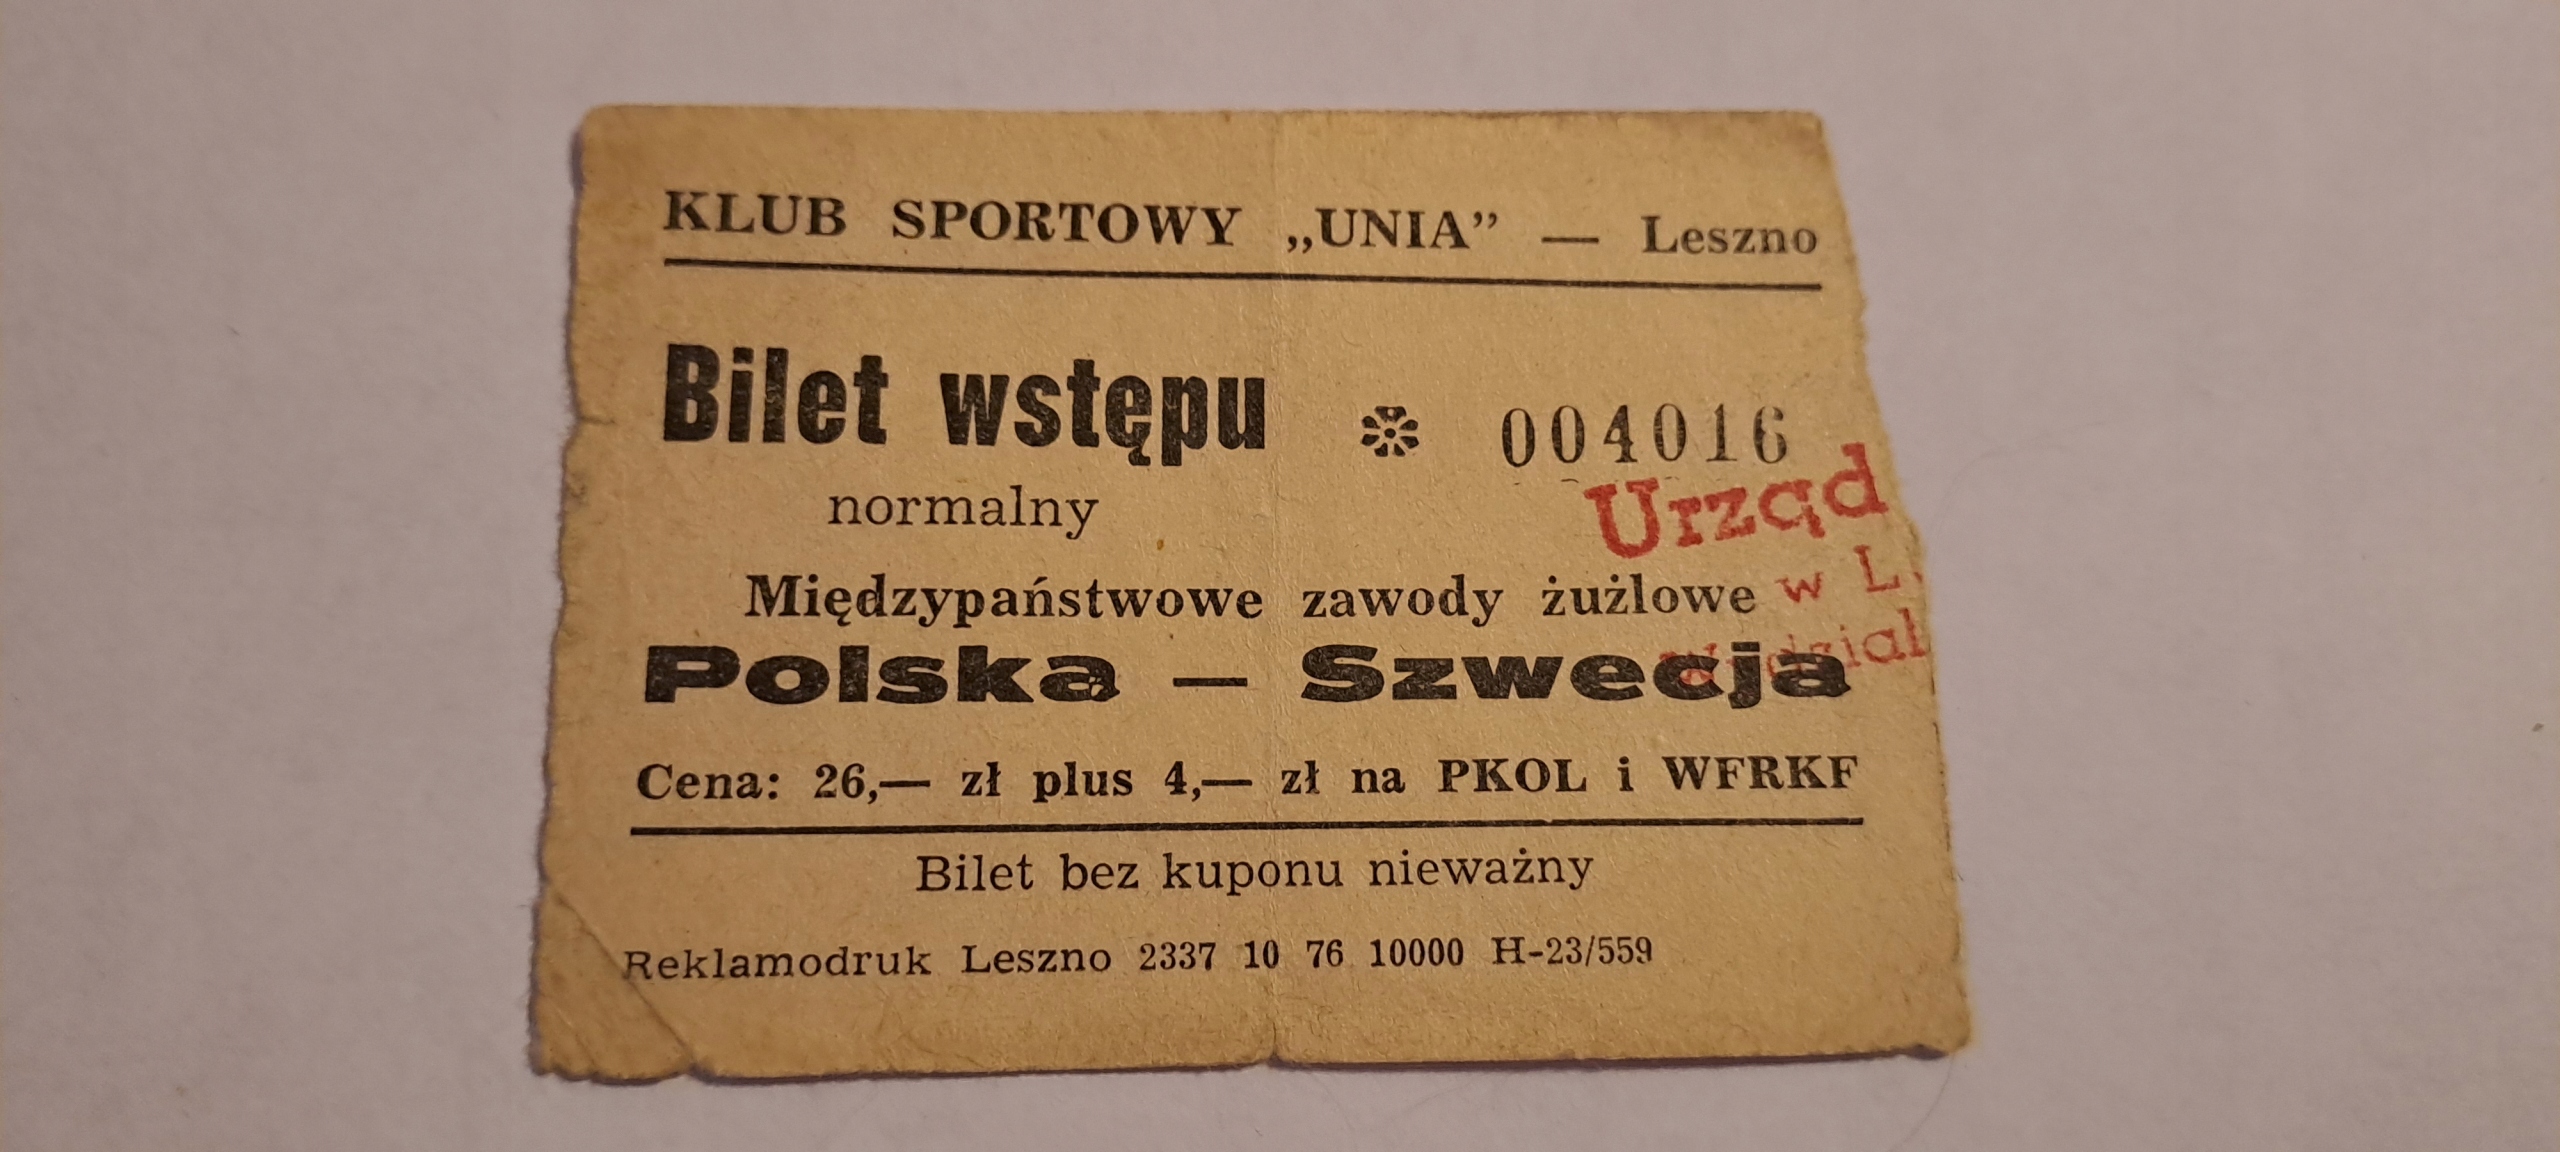 KLUB SPORTOWY „UNIA” — Leszno
Bilet wstępu
normalny
004016
Urząd
w L
Wydział
Międzypaństwowe zawody żużlowe
Polska — Szwecja
Cena: 26,— zł plus 4,— zł na PKOL i WFRKF
Bilet bez kuponu nieważny
Reklamodruk Leszno 2337 10 76 10000 H-23/559